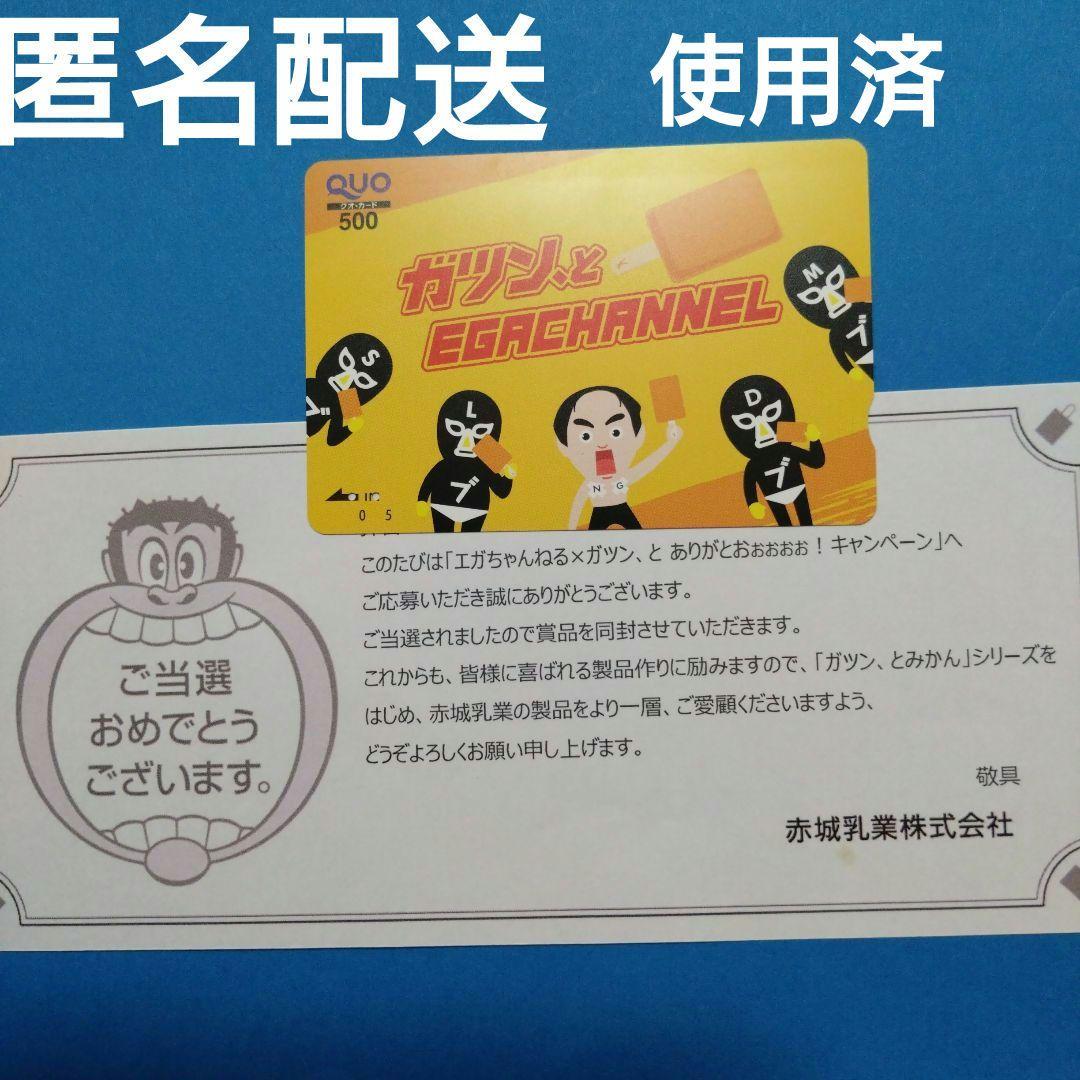 匿名配送 使用済
QUO
クオ・カード
500
ガツン、と
EGACHANNEL
M
ブ
S
ブ
L
ブ
D
ブ
N G
0 5
このたびは「エガちゃんねる×ガツン、と ありがとおぉぉぉぉ！キャンペーン」へ
ご応募いただき誠にありがとうございます。
ご当選されましたので賞品を同封させていただきます。
これからも、皆様に喜ばれる製品作りに励みますので、「ガツン、とみかん」シリーズを
はじめ、赤城乳業の製品をより一層、ご愛顧くださいますよう、
どうぞよろしくお願い申し上げます。
敬具
赤城乳業株式会社
ご当選
おめでとう
ございます。